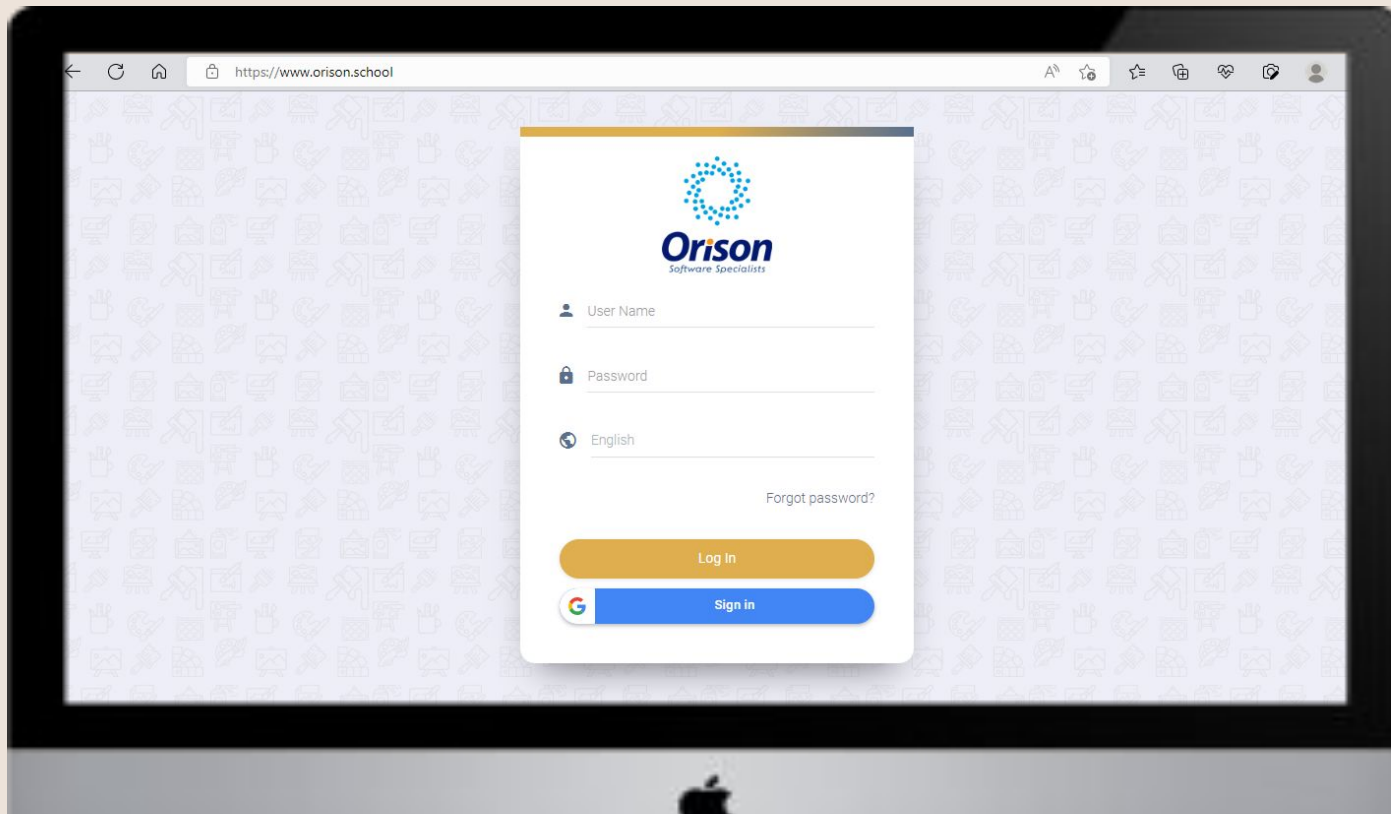 https://www.orison.school
Orison
Software Specialists
User Name
Password
English
Forgot password?
Log In
G
Sign in